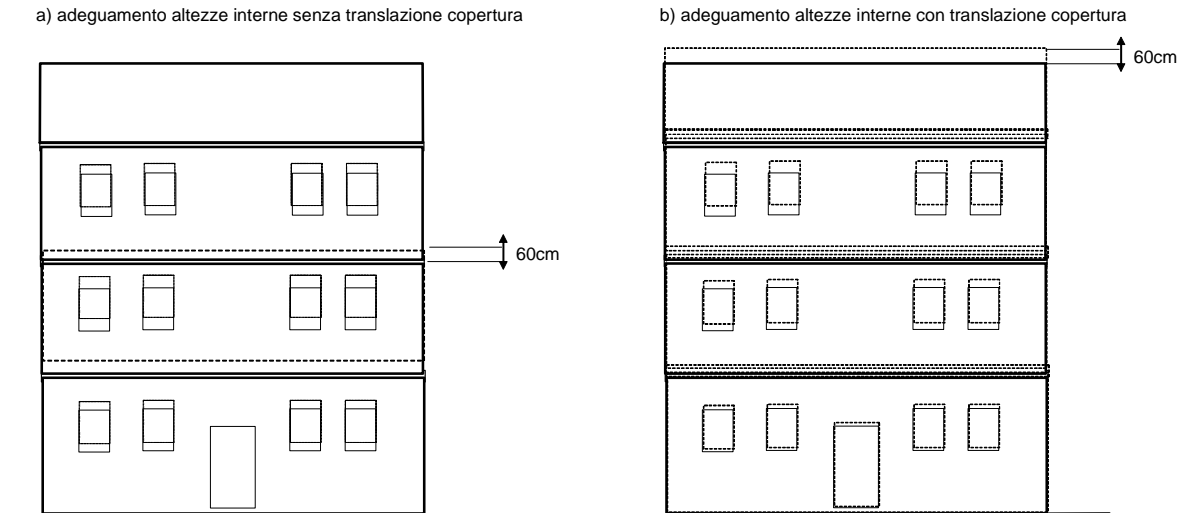 a) adeguamento altezze interne senza translazione copertura
b) adeguamento altezze interne con translazione copertura
60cm
60cm